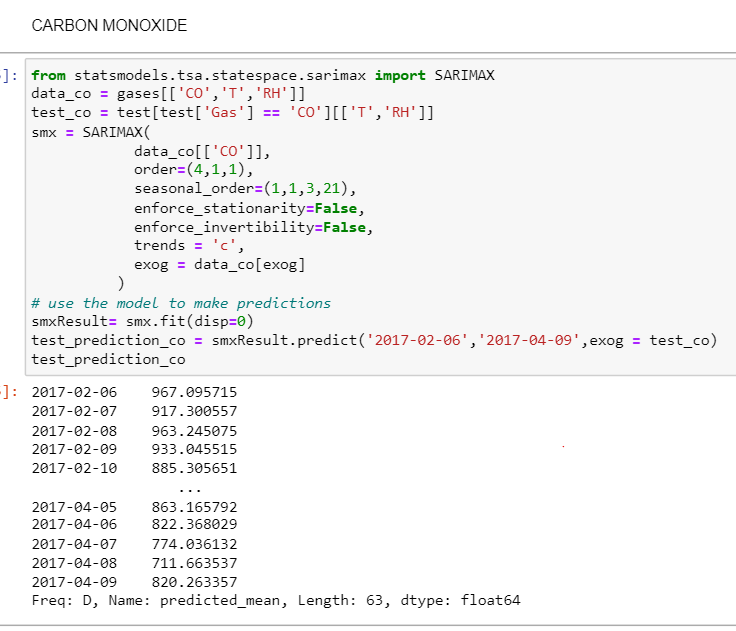 CARBON MONOXIDE
]: from statsmodels.tsa.statespace.sarimax import SARIMAX
data_co = gases[['CO','T','RH']]
test_co = test[test['Gas'] == 'CO'][['T','RH']]
smx = SARIMAX(
data_co[['CO']],
order=(4,1,1),
seasonal_order=(1,1,3,21),
enforce_stationarity=False,
enforce_invertibility=False,
trends = 'c',
exog = data_co[exog]
)
# use the model to make predictions
smxResult= smx.fit(disp=0)
test_prediction_co = smxResult.predict('2017-02-06','2017-04-09',exog = test_co)
test_prediction_co
]: 2017-02-06 967.095715
2017-02-07 917.300557
2017-02-08 963.245075
2017-02-09 933.045515
2017-02-10 885.305651
...
2017-04-05 863.165792
2017-04-06 822.368029
2017-04-07 774.036132
2017-04-08 711.663537
2017-04-09 820.263357
Freq: D, Name: predicted_mean, Length: 63, dtype: float64